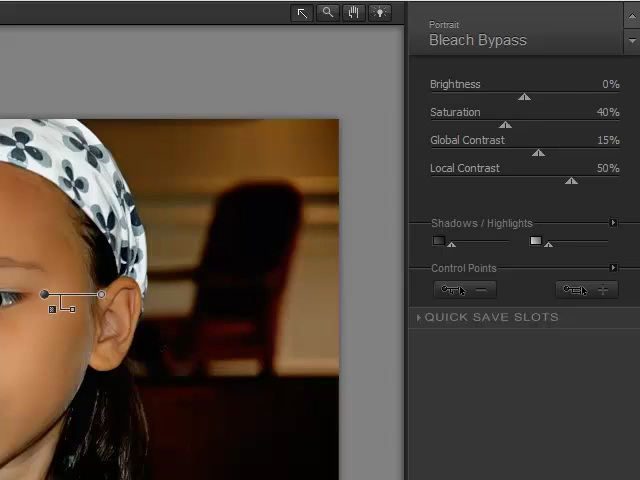 Portrait
Bleach Bypass
Brightness 0%
Saturation 40%
Global Contrast 15%
Local Contrast 50%
Shadows / Highlights
Control Points
QUICK SAVE SLOTS